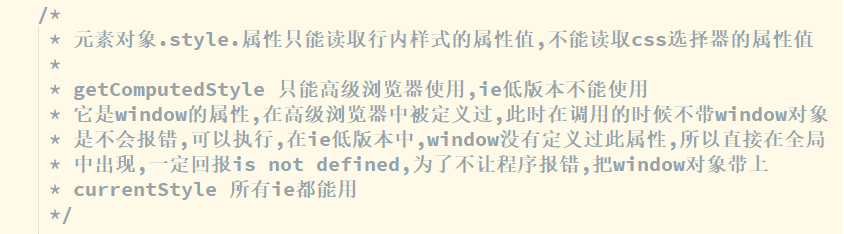 /*
* 元素对象.style.属性只能读取行内样式的属性值,不能读取css选择器的属性值
*
* getComputedStyle 只能高级浏览器使用,ie低版本不能使用
* 它是window的属性,在高级浏览器中被定义过,此时在调用的时候不带window对象
* 是不会报错,可以执行,在ie低版本中,window没有定义过此属性,所以直接在全局
* 中出现,一定回报is not defined,为了不让程序报错,把window对象带上
* currentStyle 所有ie都能用
*/